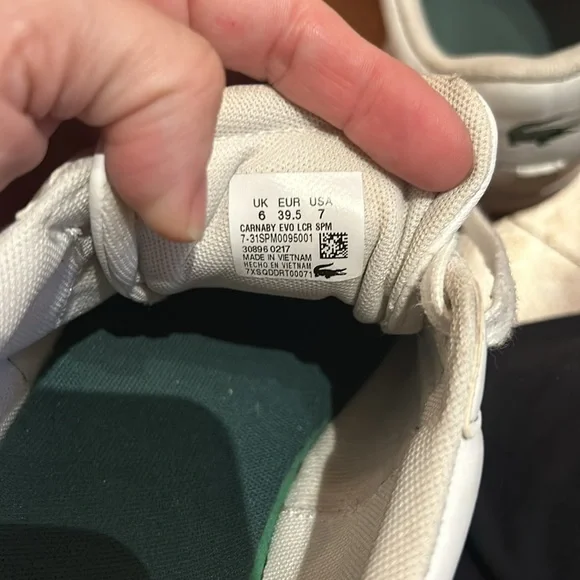 UK EUR USA
6 39.5 7
CARNABY EVO LCR SPM
7-31SPM0095001
30896 0217
MADE IN VIETNAM
HECHO EN VIETNAM
7XSQDDRT00071